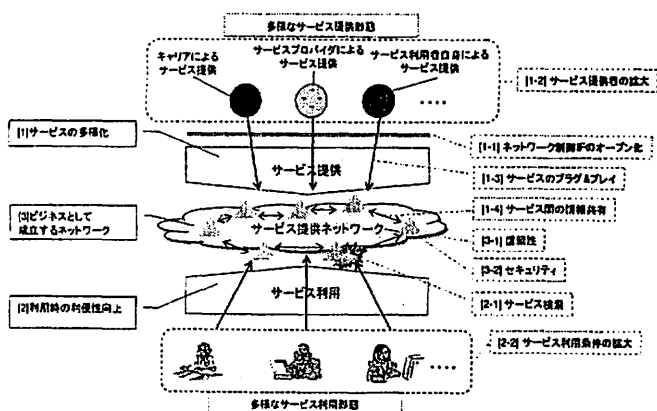 多様なサービス提供形態
キャリアによる
サービス提供
サービスプロバイダによる
サービス提供
サービス利用者自身による
サービス提供
[1-2] サービス提供者の拡大
[1]サービスの多様化
[1-1] ネットワーク制御IFのオープン化
サービス提供
[1-3] サービスのプラグ&プレイ
[3]ビジネスとして
成立するネットワーク
サービス提供ネットワーク
[1-4] サービス間の情報共有
[3-1] 信頼性
[3-2] セキュリティ
[2-1] サービス検索
サービス利用
[2]利用時の利便性向上
[2-2] サービス利用条件の拡大
多様なサービス利用形態